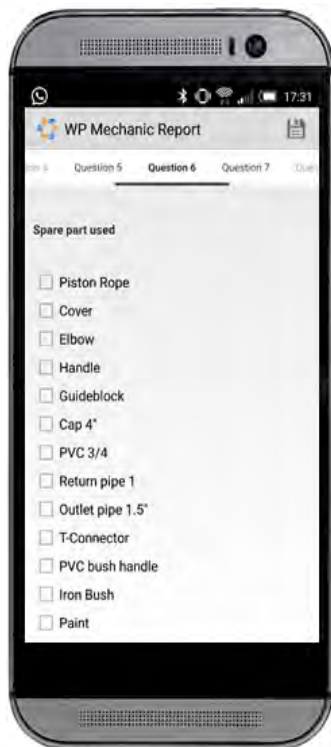 17:31
WP Mechanic Report
Question 5 Question 6 Question 7
Spare part used
Piston Rope
Cover
Elbow
Handle
Guideblock
Cap 4"
PVC 3/4
Return pipe 1
Outlet pipe 1.5"
T-Connector
PVC bush handle
Iron Bush
Paint